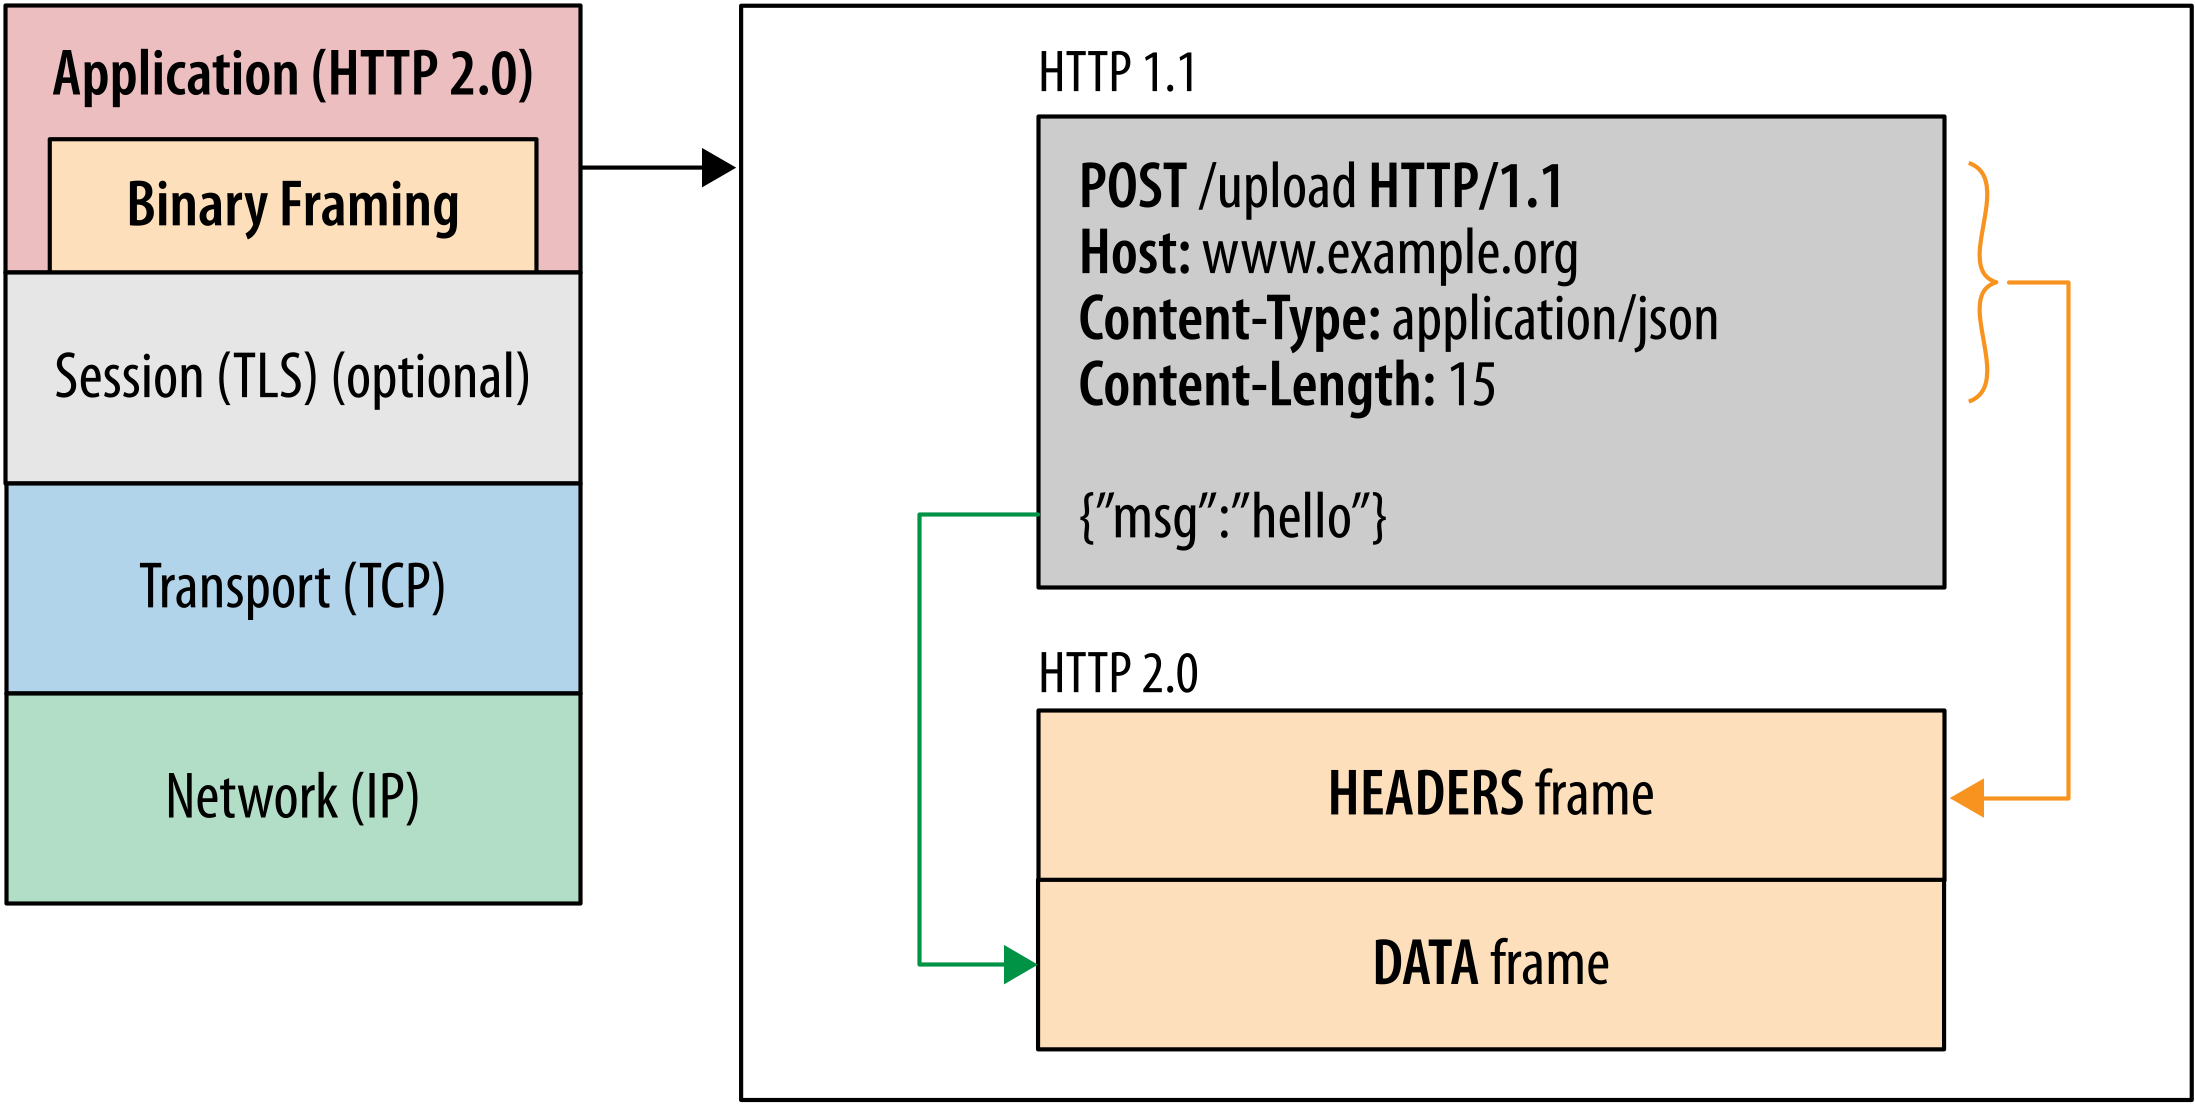 Application (HTTP 2.0)
Binary Framing
Session (TLS) (optional)
Transport (TCP)
Network (IP)
HTTP 1.1
POST /upload HTTP/1.1
Host: www.example.org
Content-Type: application/json
Content-Length: 15
{”msg”:”hello”}
HTTP 2.0
HEADERS frame
DATA frame